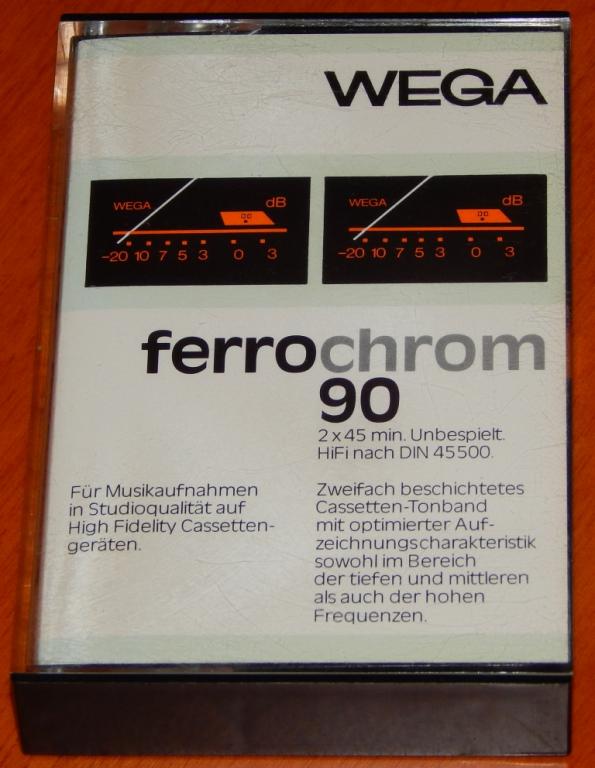 WEGA
WEGA dB
-20 10 7 5 3 0 3
WEGA dB
-20 10 7 5 3 0 3
ferrochrom
90
2 x 45 min. Unbespielt.
HiFi nach DIN 45500.
Für Musikaufnahmen
in Studioqualität auf
High Fidelity Cassetten-
geräten.
Zweifach beschichtetes
Cassetten-Tonband
mit optimierter Auf-
zeichnungscharakteristik
sowohl im Bereich
der tiefen und mittleren
als auch der hohen
Frequenzen.